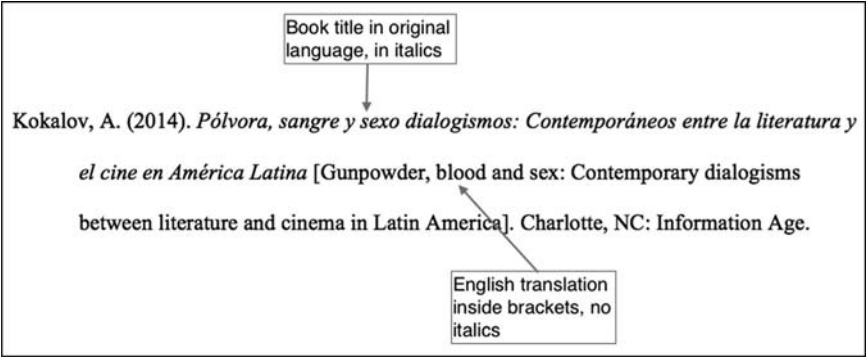 Book title in original
language, in italics
Kokalov, A. (2014). Pólvora, sangre y sexo dialogismos: Contemporáneos entre la literatura y
el cine en América Latina [Gunpowder, blood and sex: Contemporary dialogisms
between literature and cinema in Latin America]. Charlotte, NC: Information Age.
English translation
inside brackets, no
italics